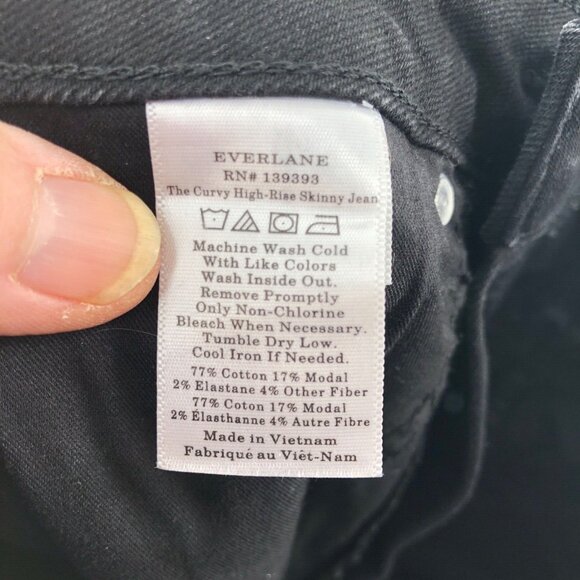 EVERLANE
RN# 139393
The Curvy High-Rise Skinny Jean
Machine Wash Cold
With Like Colors
Wash Inside Out.
Remove Promptly
Only Non-Chlorine
Bleach When Necessary.
Tumble Dry Low.
Cool Iron If Needed.
77% Cotton 17% Modal
2% Elastane 4% Other Fiber
77% Coton 17% Modal
2% Élasthanne 4% Autre Fibre
Made in Vietnam
Fabriqué au Viêt-Nam